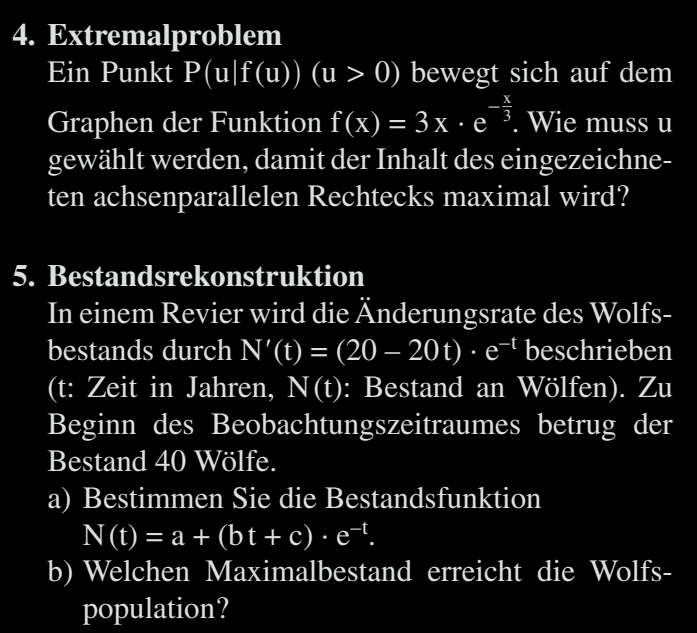 4. Extremalproblem
Ein Punkt P(u|f(u)) (u > 0) bewegt sich auf dem
Graphen der Funktion f(x) = 3x · e^{-\frac{x}{3}}. Wie muss u
gewählt werden, damit der Inhalt des eingezeichne-
ten achsenparallelen Rechtecks maximal wird?
5. Bestandsrekonstruktion
In einem Revier wird die Änderungsrate des Wolfs-
bestands durch N′(t) = (20 – 20t) · e^{–t} beschrieben
(t: Zeit in Jahren, N(t): Bestand an Wölfen). Zu
Beginn des Beobachtungszeitraumes betrug der
Bestand 40 Wölfe.
a) Bestimmen Sie die Bestandsfunktion
N(t) = a + (bt + c) · e^{–t}.
b) Welchen Maximalbestand erreicht die Wolfs-
population?